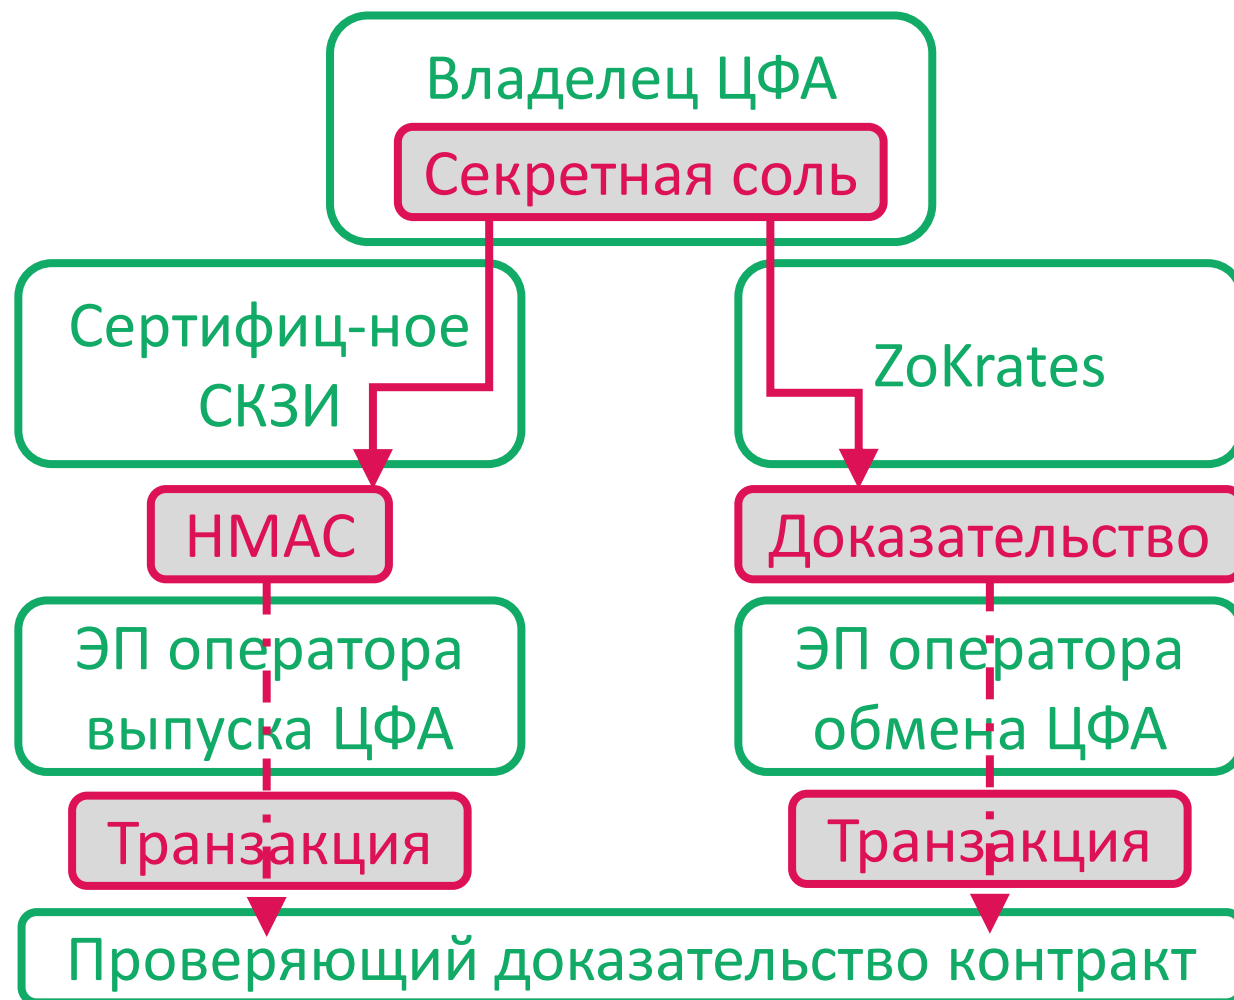 Владелец ЦФА
Секретная соль
Сертифиц-ное
СКЗИ
ZoKrates
HMAC
Доказательство
ЭП оператора
выпуска ЦФА
ЭП оператора
обмена ЦФА
Транзакция
Транзакция
Проверяющий доказательство контракт